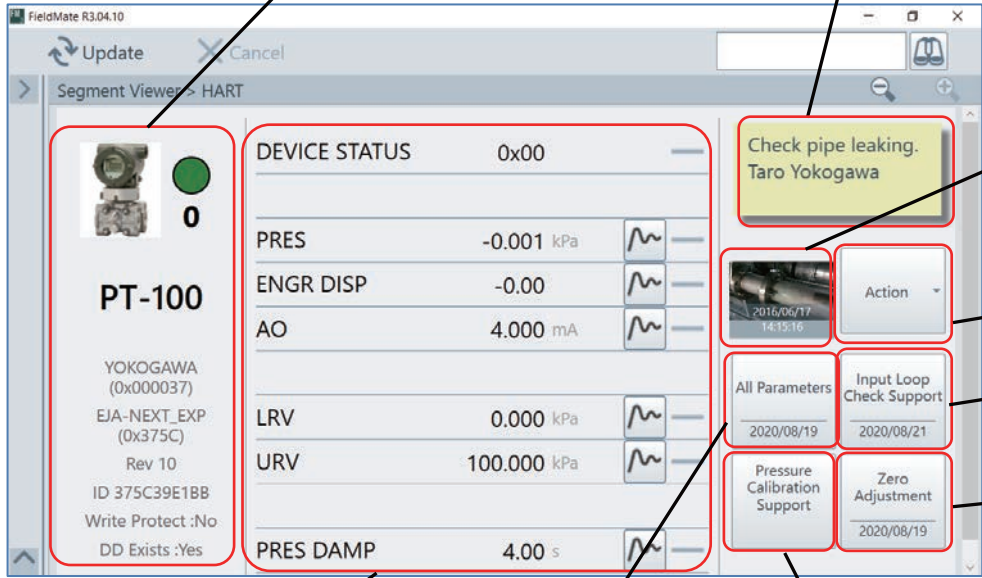 FieldMate R3.04.10
Update
Cancel
Segment Viewer > HART
0
PT-100
YOKOGAWA
(0x000037)
EJA-NEXT_EXP
(0x375C)
Rev 10
ID 375C39E1BB
Write Protect :No
DD Exists :Yes
DEVICE STATUS 0x00
PRES -0.001 kPa
ENGR DISP -0.00
AO 4.000 mA
LRV 0.000 kPa
URV 100.000 kPa
PRES DAMP 4.00 s
Check pipe leaking.
Taro Yokogawa
2016/06/17
14:15:16
Action
All Parameters
2020/08/19
Input Loop
Check Support
2020/08/21
Pressure
Calibration
Support
Zero
Adjustment
2020/08/19